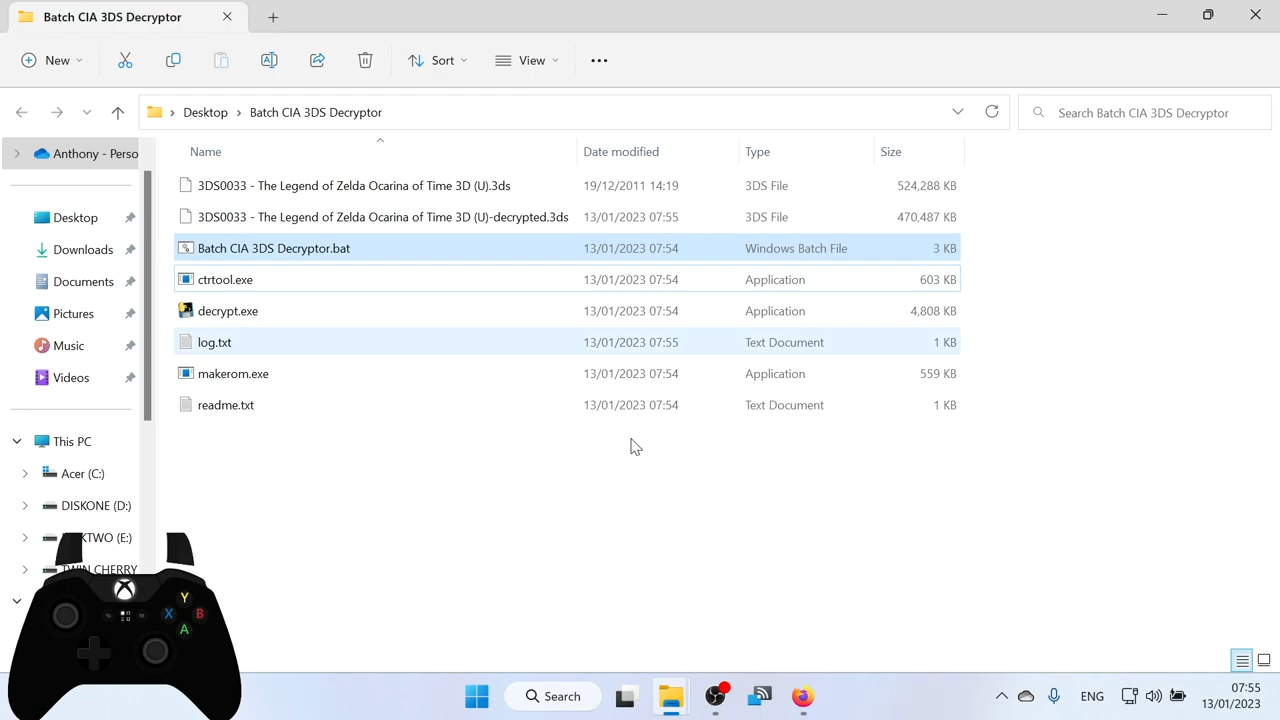 Batch CIA 3DS Decryptor
New
Sort
View
Desktop > Batch CIA 3DS Decryptor
Search Batch CIA 3DS Decryptor
Anthony - Perso
Name Date modified Type Size
3DS0033 - The Legend of Zelda Ocarina of Time 3D (U).3ds 19/12/2011 14:19 3DS File 524,288 KB
3DS0033 - The Legend of Zelda Ocarina of Time 3D (U)-decrypted.3ds 13/01/2023 07:55 3DS File 470,487 KB
Batch CIA 3DS Decryptor.bat 13/01/2023 07:54 Windows Batch File 3 KB
ctrtool.exe 13/01/2023 07:54 Application 603 KB
decrypt.exe 13/01/2023 07:54 Application 4,808 KB
log.txt 13/01/2023 07:55 Text Document 1 KB
makerom.exe 13/01/2023 07:54 Application 559 KB
readme.txt 13/01/2023 07:54 Text Document 1 KB
Desktop
Downloads
Documents
Pictures
Music
Videos
This PC
Acer (C:)
DISKONE (D:)
KTWO (E:)
TWIN CHERRY
Y
X B
A
Search
ENG
07:55
13/01/2023